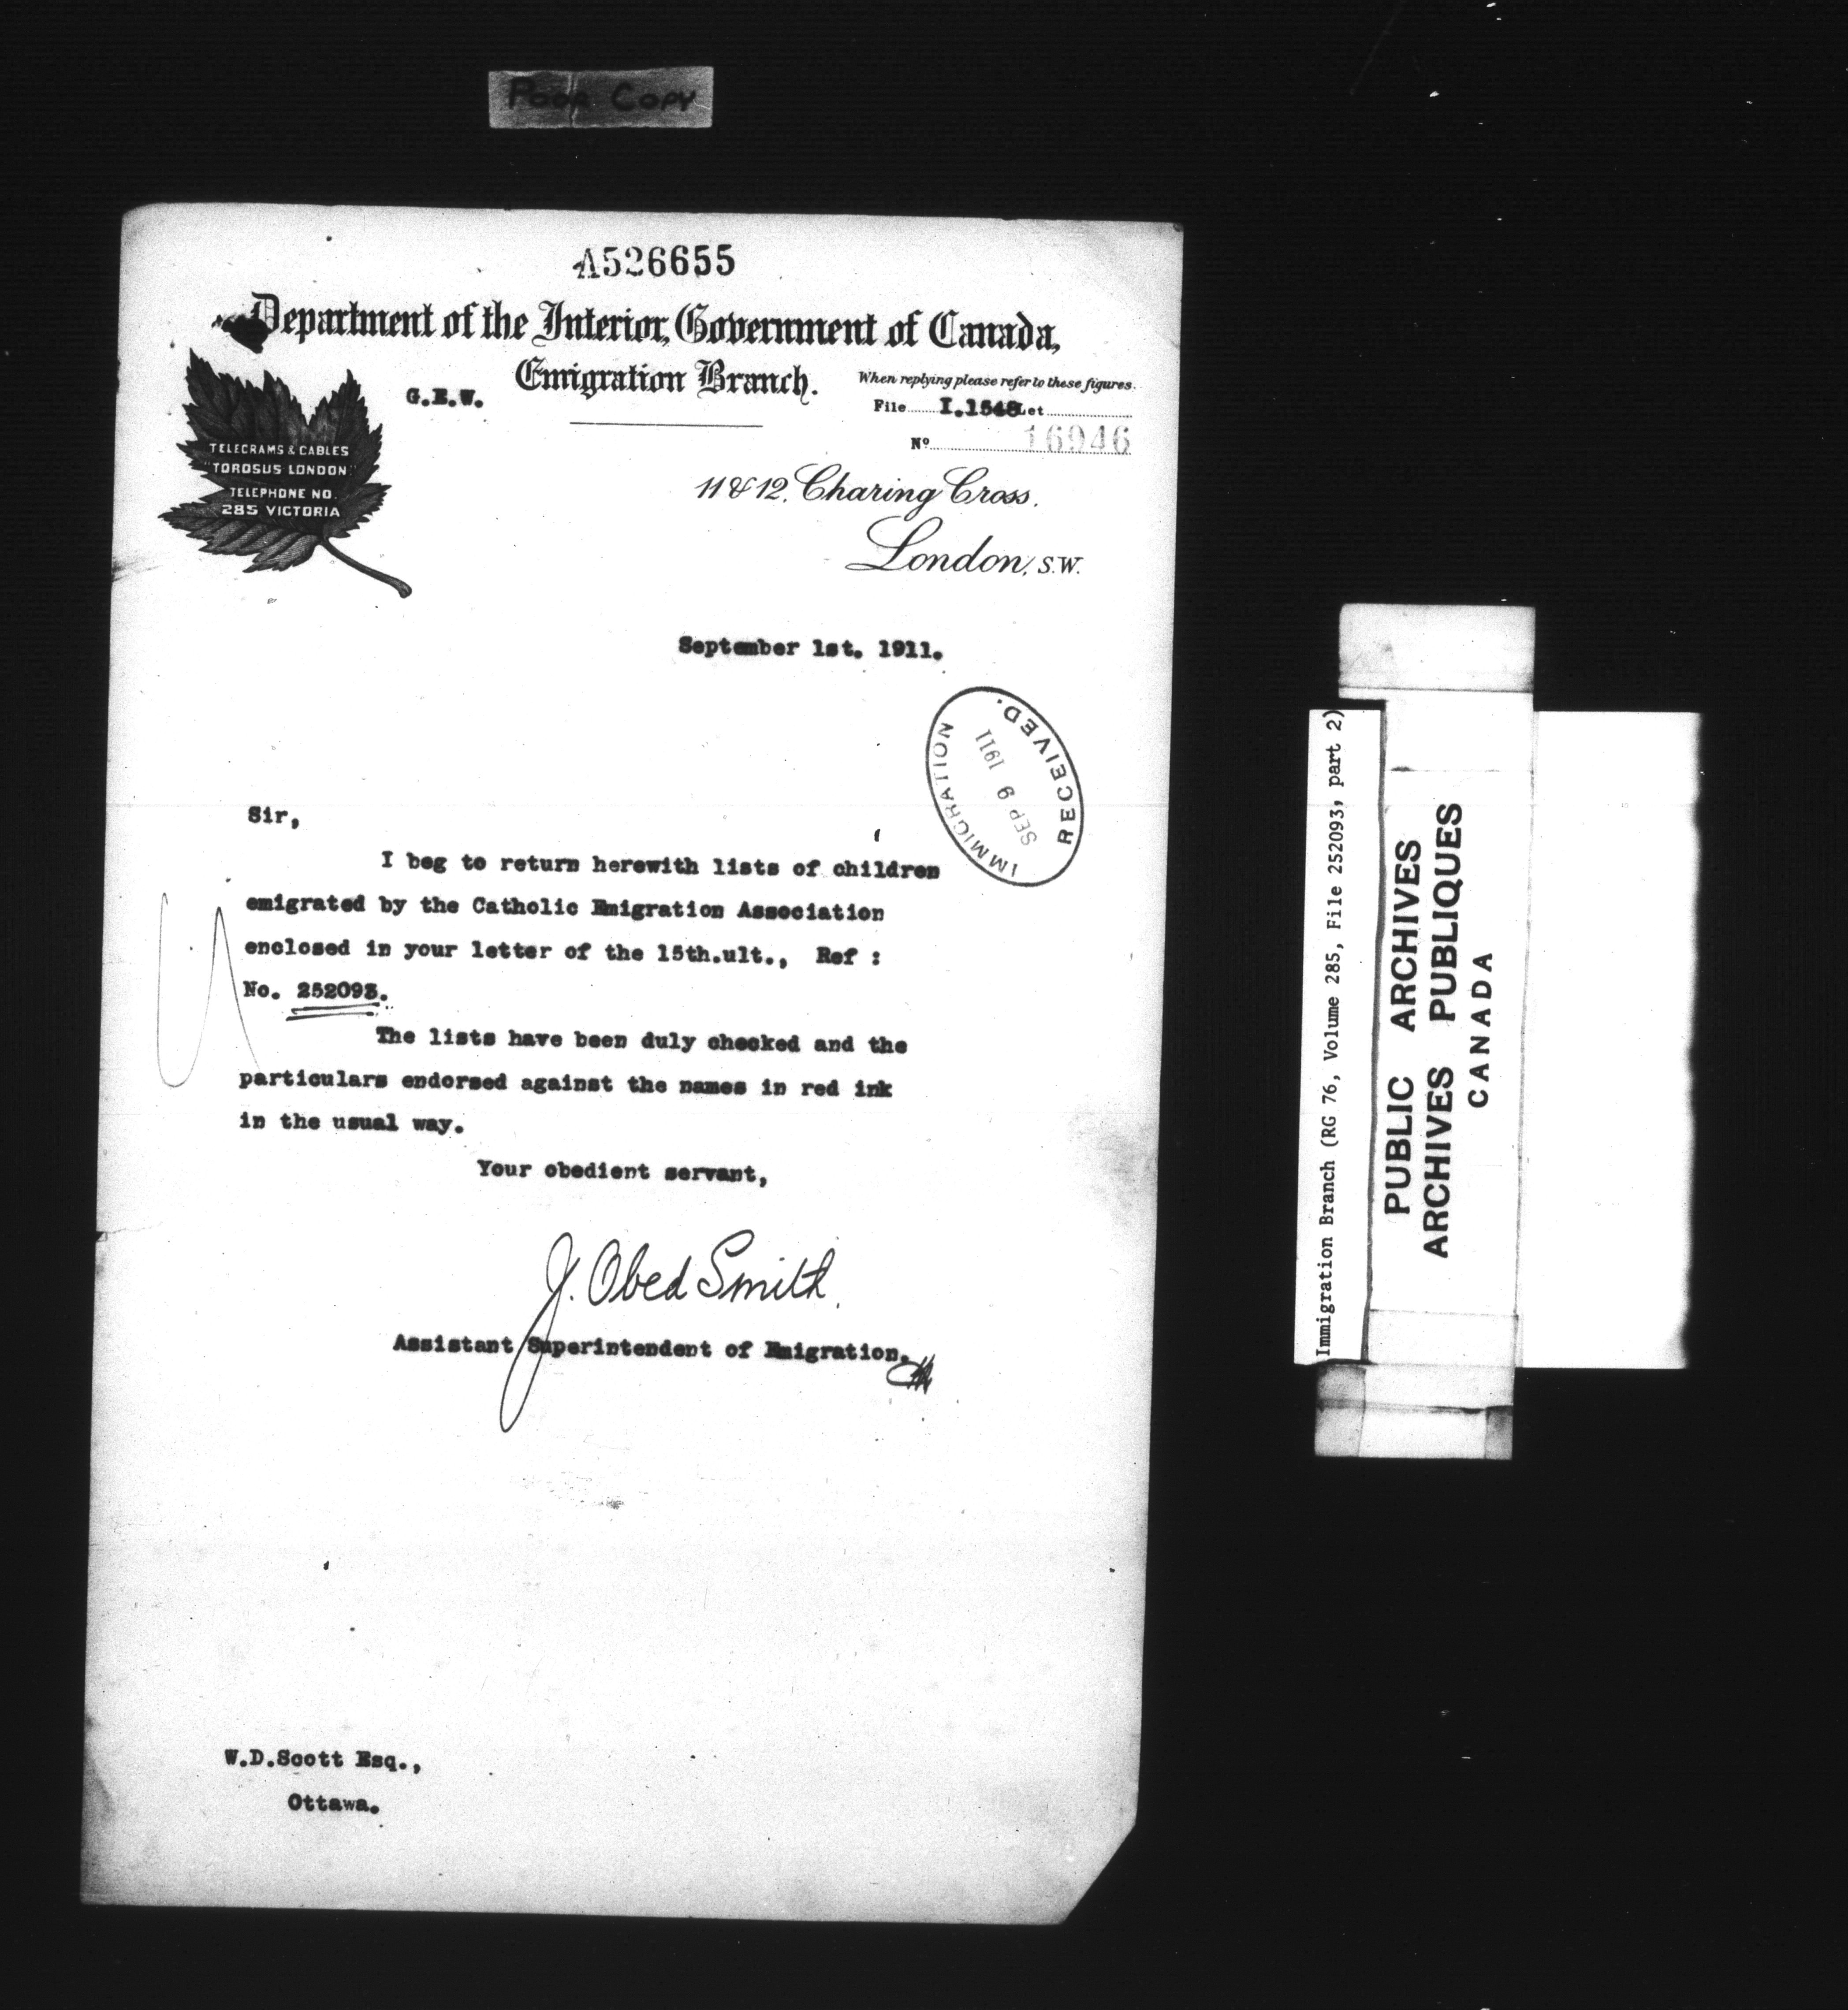 Poor Copy
A526655
Department of the Interior, Government of Canada,
Emigration Branch.
G.E.W.
When replying please refer to these figures.
File I.1548 Let
Nº 16946
TELEGRAMS & CABLES
"TOROSUS LONDON"
TELEPHONE NO.
285 VICTORIA
11 & 12, Charing Cross.
London, S.W.
September 1st. 1911.
IMMIGRATION
SEP 9 1911
RECEIVED.
Sir,
I beg to return herewith lists of children
emigrated by the Catholic Emigration Association
enclosed in your letter of the 15th.ult., Ref :
No. 252093.
The lists have been duly checked and the
particulars endorsed against the names in red ink
in the usual way.
Your obedient servant,
J. Obed Smith.
Assistant Superintendent of Emigration.
W.D.Scott Esq.,
Ottawa.
Immigration Branch (RG 76, Volume 285, File 252093, part 2)
PUBLIC ARCHIVES
ARCHIVES PUBLIQUES
CANADA